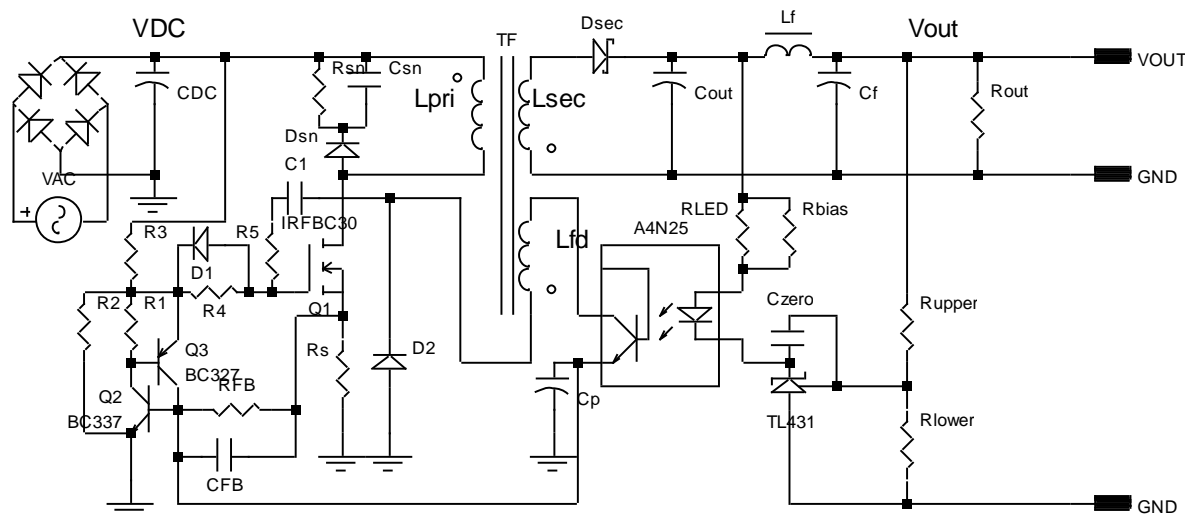 VDC
TF
Dsec
Lf
Vout
VOUT
CDC
Rsn
Csn
Lpri
Lsec
Cout
Cf
Rout
Dsn
VAC
C1
GND
+
IRFBC30
RLED
Rbias
R3
R5
D1
Lfd
A4N25
R2
R1
R4
Q1
Czero
Rupper
Q3
BC327
Rs
D2
RFB
Q2
BC337
Cp
TL431
Rlower
CFB
GND